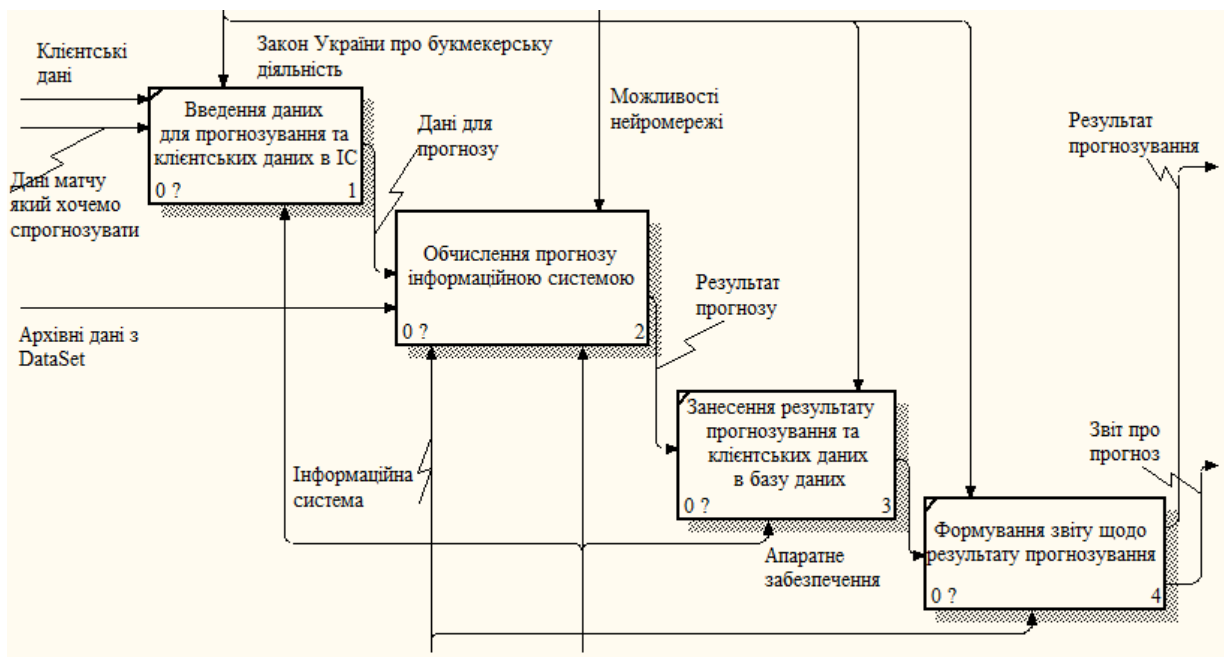 Клієнтські
дані
Закон України про букмекерську
діяльність
Введення даних
для прогнозування та
клієнтських даних в ІС
0 ?
1
Дані матчу
який хочемо
спрогнозувати
Дані для
прогнозу
Можливості
нейромережі
Результат
прогнозування
Обчислення прогнозу
інформаційною системою
0 ?
2
Архівні дані з
DataSet
Результат
прогнозу
Занесення результату
прогнозування та
клієнтських даних
в базу даних
0 ?
3
Звіт про
прогноз
Інформаційна
система
Апаратне
забезпечення
Формування звіту щодо
результату прогнозування
0 ?
4